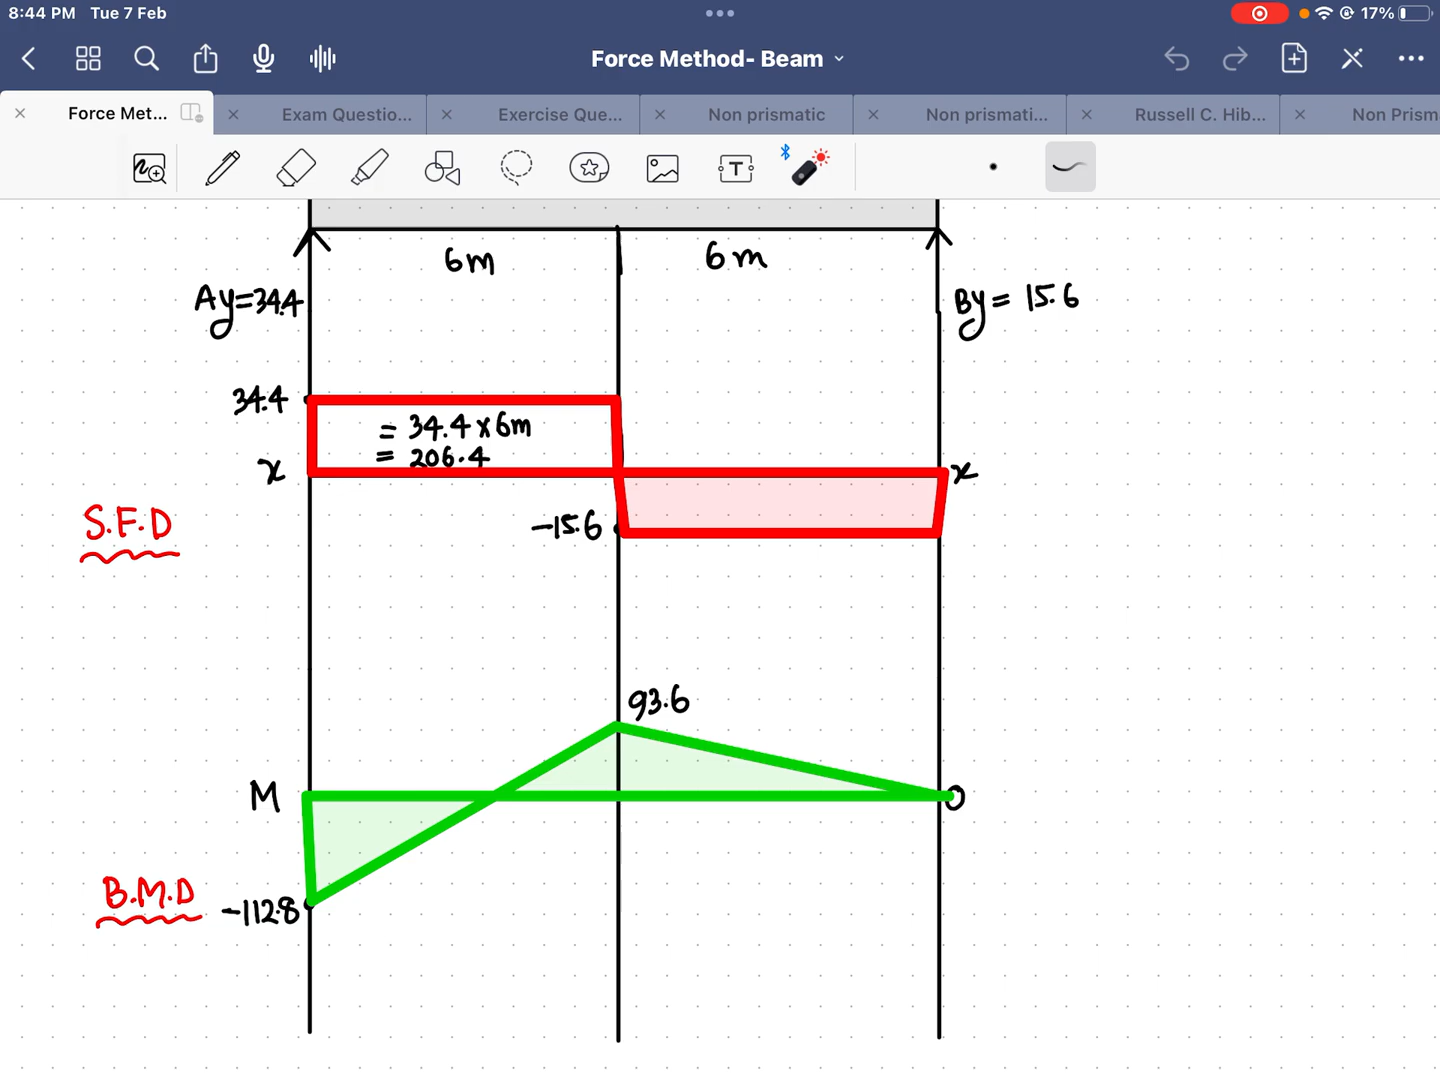 8:44 PM Tue 7 Feb
17%
Force Method- Beam
Force Met...
Exam Questio...
Exercise Que...
Non prismatic
Non prismati...
Russell C. Hib...
Non Prism
T
6m
6m
Ay=34.4
By = 15.6
34.4
= 34.4 x 6m
= 206.4
x
x
S.F.D
-15.6
93.6
M
0
B.M.D
-112.8